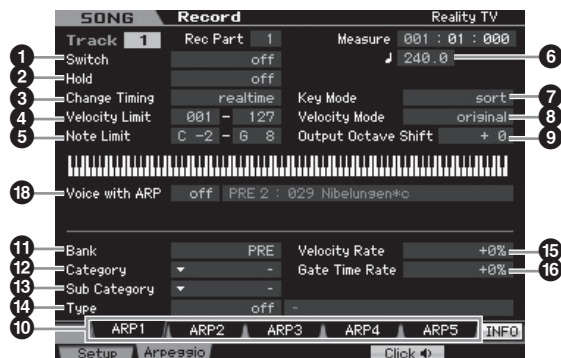 SONG Record Reality TV
Track 1 Rec Part 1 Measure 001 : 01 : 000
1 Switch off ♩ 240.0 6
2 Hold off
3 Change Timing realtime Key Mode sort 7
4 Velocity Limit 001 - 127 Velocity Mode original 8
5 Note Limit C -2 - G 8 Output Octave Shift + 0 9
18 Voice with ARP off PRE 2 : 029 Nibelungen*c
11 Bank PRE Velocity Rate +0% 15
12 Category - Gate Time Rate +0% 16
13 Sub Category -
14 Type off -
10 ARP1 ARP2 ARP3 ARP4 ARP5 INFO
Setup Arpeggio Click